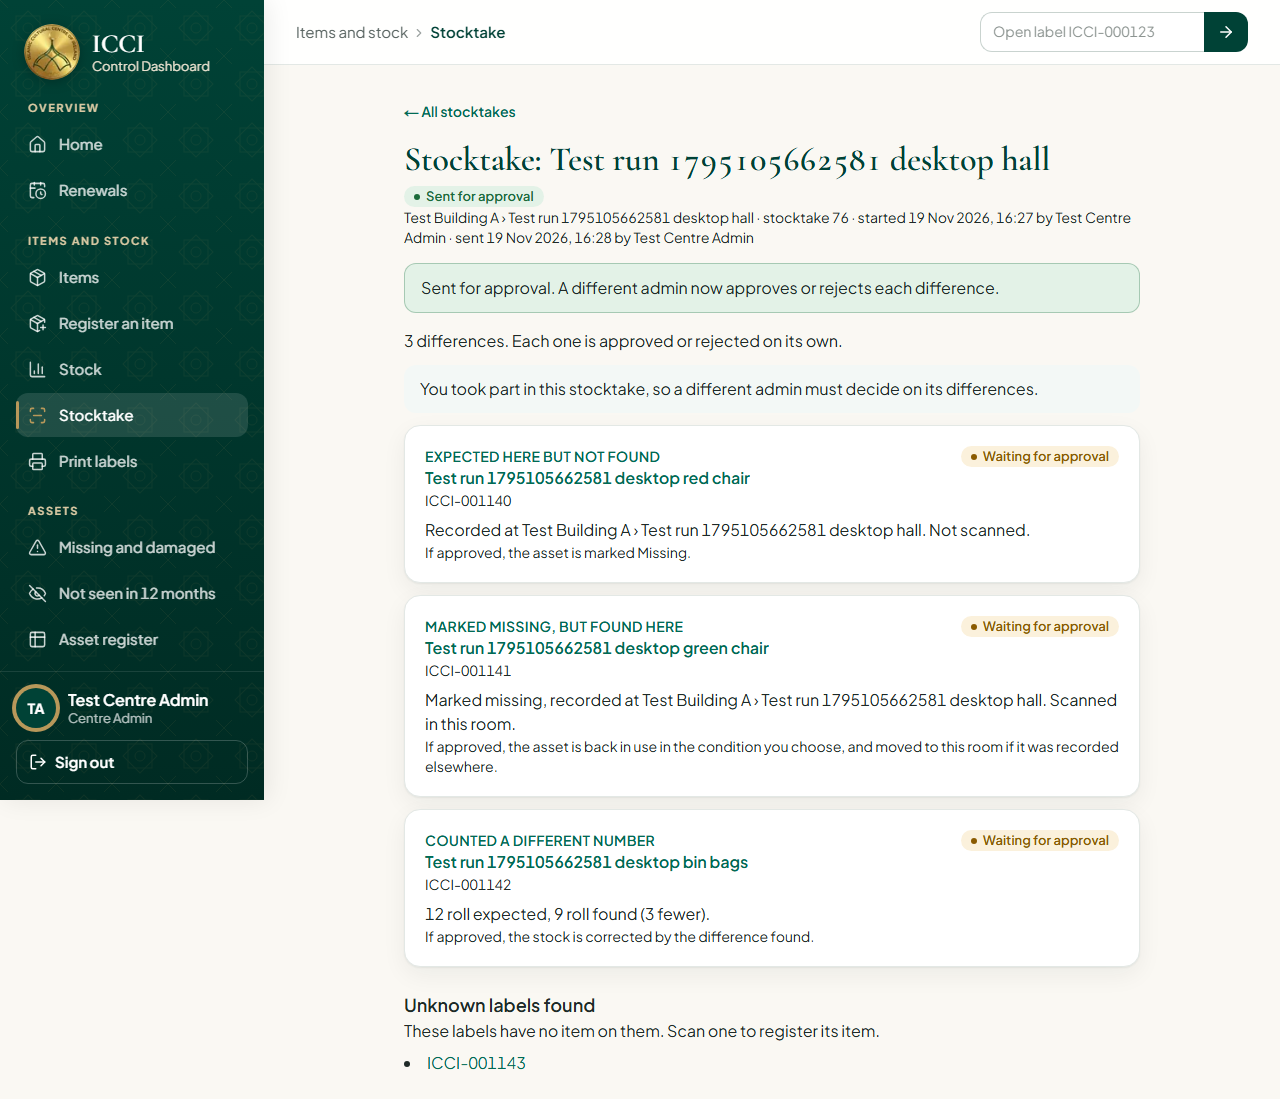 ICCI
Control Dashboard
OVERVIEW
Home
Renewals
ITEMS AND STOCK
Items
Register an item
Stock
Stocktake
Print labels
ASSETS
Missing and damaged
Not seen in 12 months
Asset register
TA
Test Centre Admin
Centre Admin
Sign out
Items and stock › Stocktake
Open label ICCI-000123
← All stocktakes
Stocktake: Test run 1795105662581 desktop hall
Sent for approval
Test Building A › Test run 1795105662581 desktop hall · stocktake 76 · started 19 Nov 2026, 16:27 by Test Centre
Admin · sent 19 Nov 2026, 16:28 by Test Centre Admin
Sent for approval. A different admin now approves or rejects each difference.
3 differences. Each one is approved or rejected on its own.
You took part in this stocktake, so a different admin must decide on its differences.
EXPECTED HERE BUT NOT FOUND
Waiting for approval
Test run 1795105662581 desktop red chair
ICCI-001140
Recorded at Test Building A › Test run 1795105662581 desktop hall. Not scanned.
If approved, the asset is marked Missing.
MARKED MISSING, BUT FOUND HERE
Waiting for approval
Test run 1795105662581 desktop green chair
ICCI-001141
Marked missing, recorded at Test Building A › Test run 1795105662581 desktop hall. Scanned
in this room.
If approved, the asset is back in use in the condition you choose, and moved to this room if it was recorded
elsewhere.
COUNTED A DIFFERENT NUMBER
Waiting for approval
Test run 1795105662581 desktop bin bags
ICCI-001142
12 roll expected, 9 roll found (3 fewer).
If approved, the stock is corrected by the difference found.
Unknown labels found
These labels have no item on them. Scan one to register its item.
• ICCI-001143